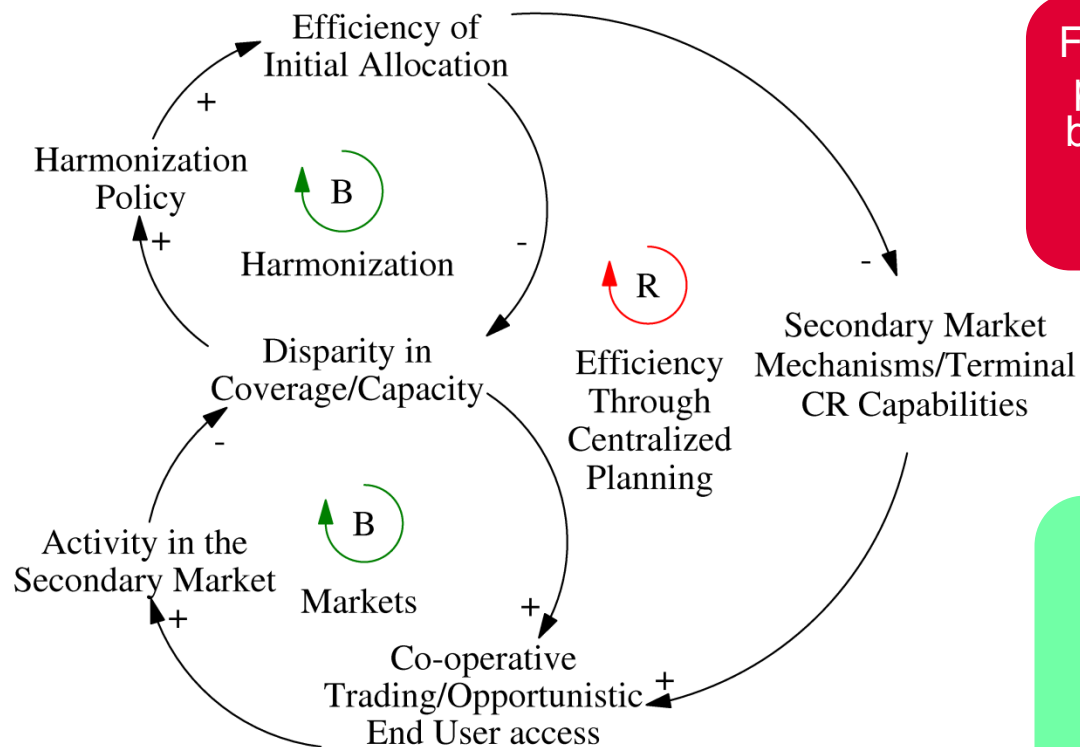 Efficiency of
Initial Allocation
+
Harmonization
Policy
B
+
Harmonization
-
R
-
Disparity in
Coverage/Capacity
Efficiency
Through
Centralized
Planning
Secondary Market
Mechanisms/Terminal
CR Capabilities
-
B
Activity in the
Secondary Market
Markets
+
+
Co-operative
Trading/Opportunistic
End User access
+